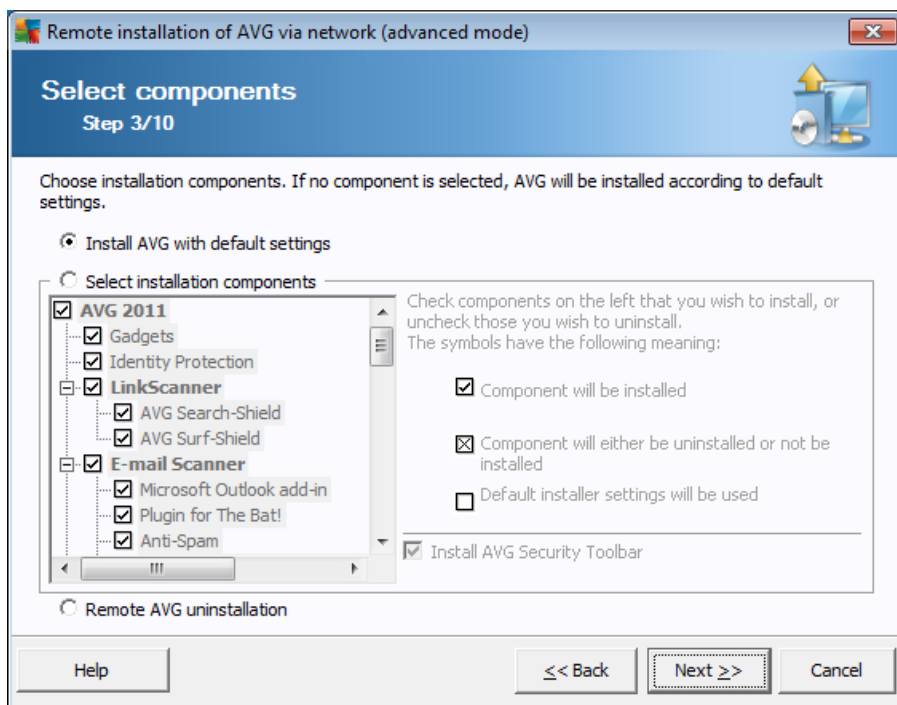 Remote installation of AVG via network (advanced mode)
Select components
Step 3/10
Choose installation components. If no component is selected, AVG will be installed according to default
settings.
Install AVG with default settings
Select installation components
AVG 2011
Gadgets
Identity Protection
LinkScanner
AVG Search-Shield
AVG Surf-Shield
E-mail Scanner
Microsoft Outlook add-in
Plugin for The Bat!
Anti-Spam
Check components on the left that you wish to install, or
uncheck those you wish to uninstall.
The symbols have the following meaning:
Component will be installed
Component will either be uninstalled or not be
installed
Default installer settings will be used
Install AVG Security Toolbar
Remote AVG uninstallation
Help
<< Back
Next >>
Cancel